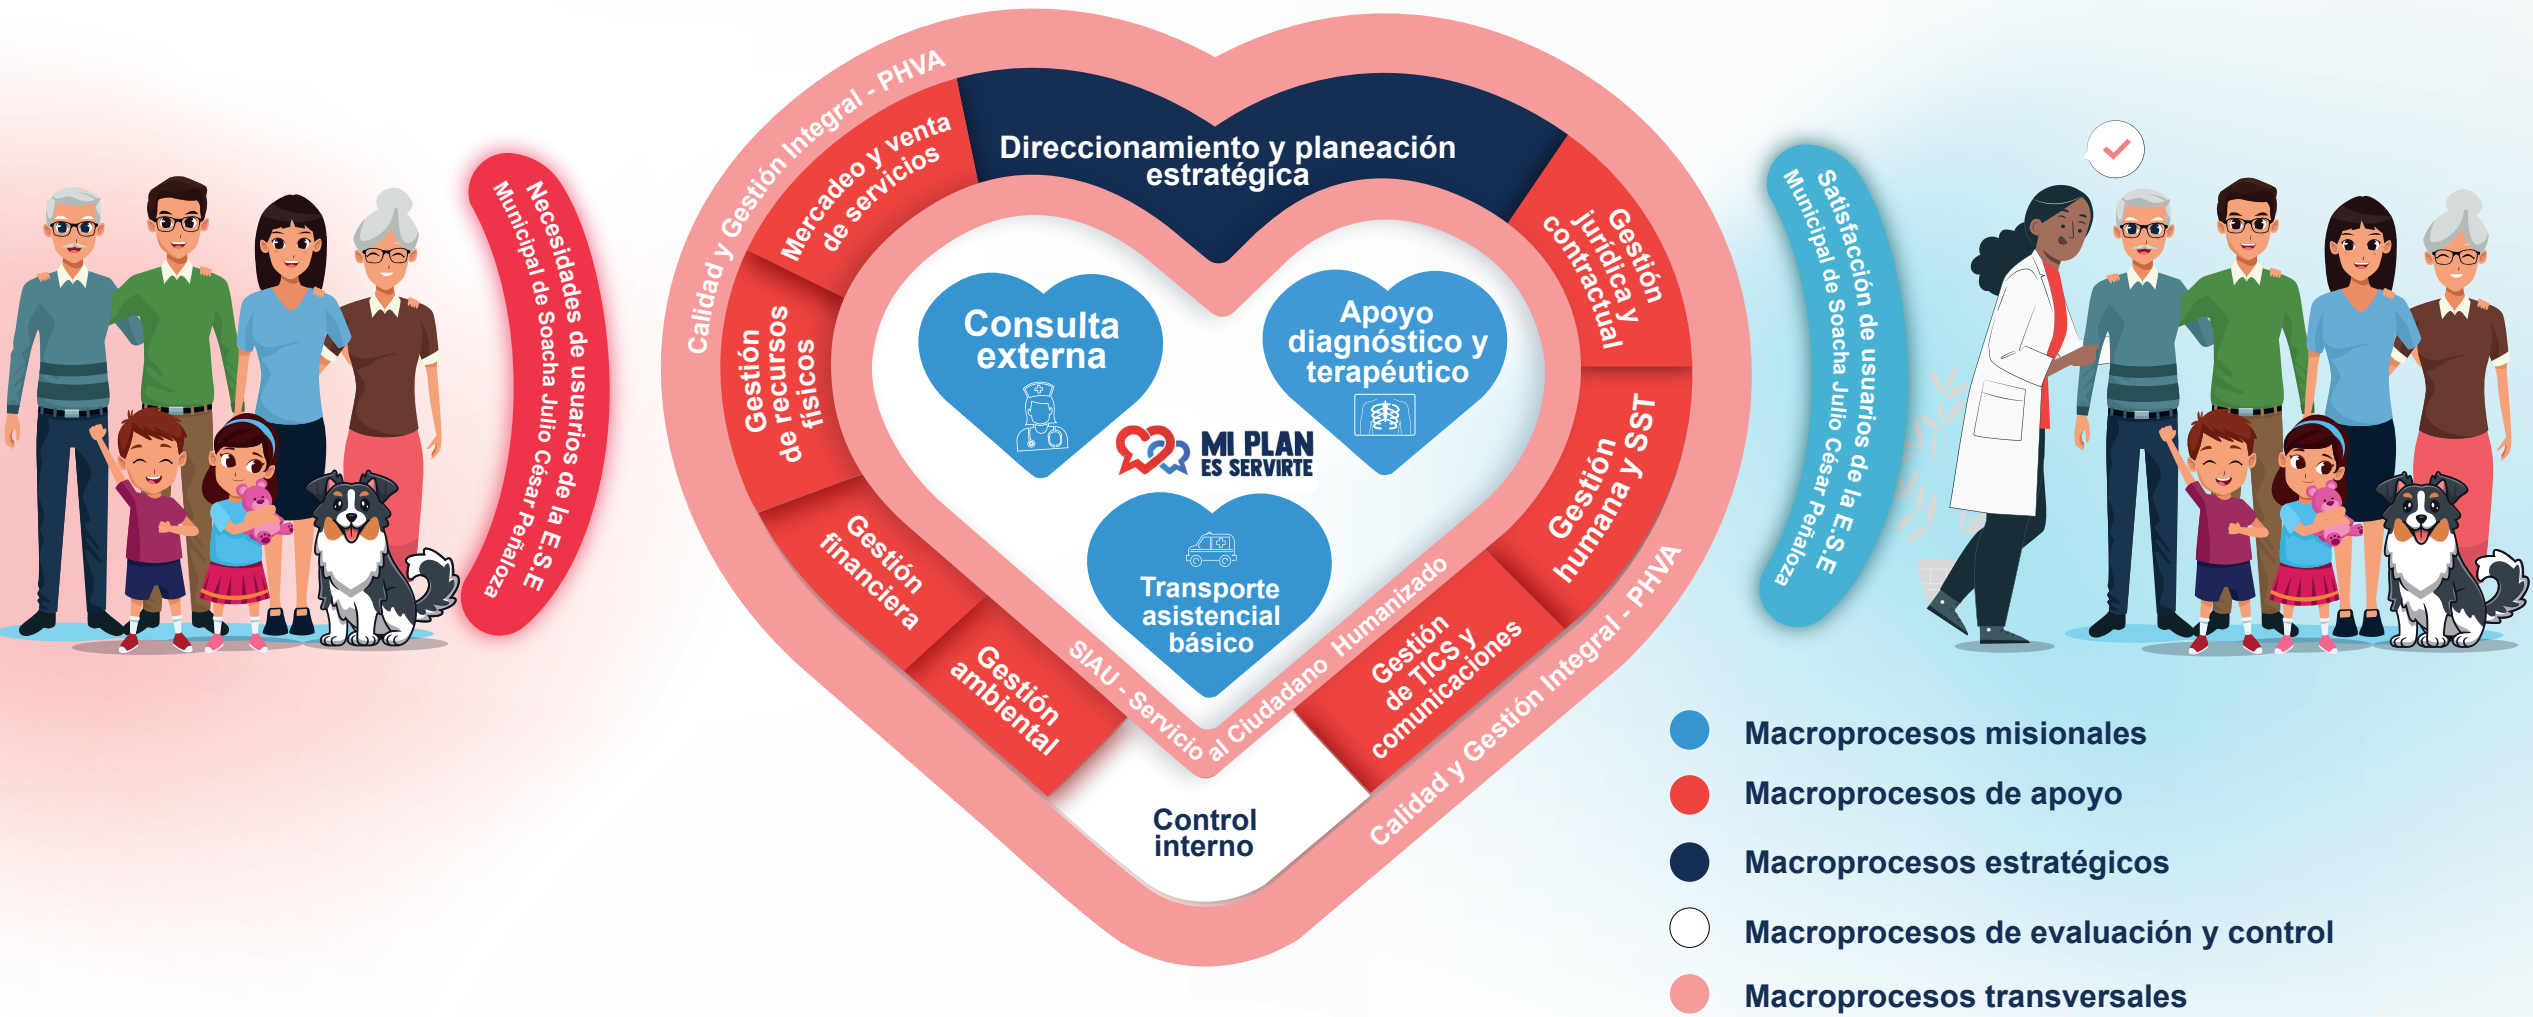 Necesidades de usuarios de la E.S.E
Municipal de Soacha Julio César Peñaloza
Calidad y Gestión Integral - PHVA
Direccionamiento y planeación
estratégica
Mercadeo y venta
de servicios
Gestión
de recursos
físicos
Gestión
financiera
Gestión
ambiental
Gestión
jurídica y
contractual
Gestión
humana y SST
Gestión
de TICS y
comunicaciones
Control
interno
Calidad y Gestión Integral - PHVA
SIAU - Servicio al Ciudadano Humanizado
Consulta
externa
Apoyo
diagnóstico y
terapéutico
MI PLAN
ES SERVIRTE
Transporte
asistencial
básico
Satisfacción de usuarios de la E.S.E
Municipal de Soacha Julio César Peñaloza
Macroprocesos misionales
Macroprocesos de apoyo
Macroprocesos estratégicos
Macroprocesos de evaluación y control
Macroprocesos transversales